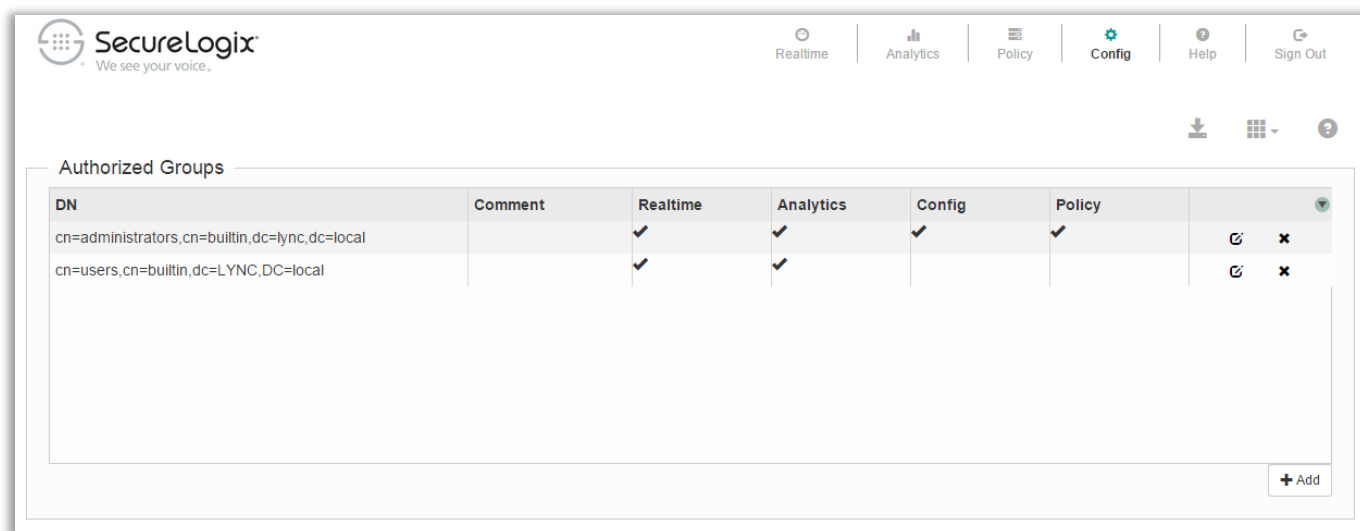 SecureLogix
We see your voice.
Realtime
Analytics
Policy
Config
Help
Sign Out
Authorized Groups
DN Comment Realtime Analytics Config Policy
cn=administrators,cn=builtin,dc=lync,dc=local
cn=users,cn=builtin,dc=LYNC,DC=local
Add